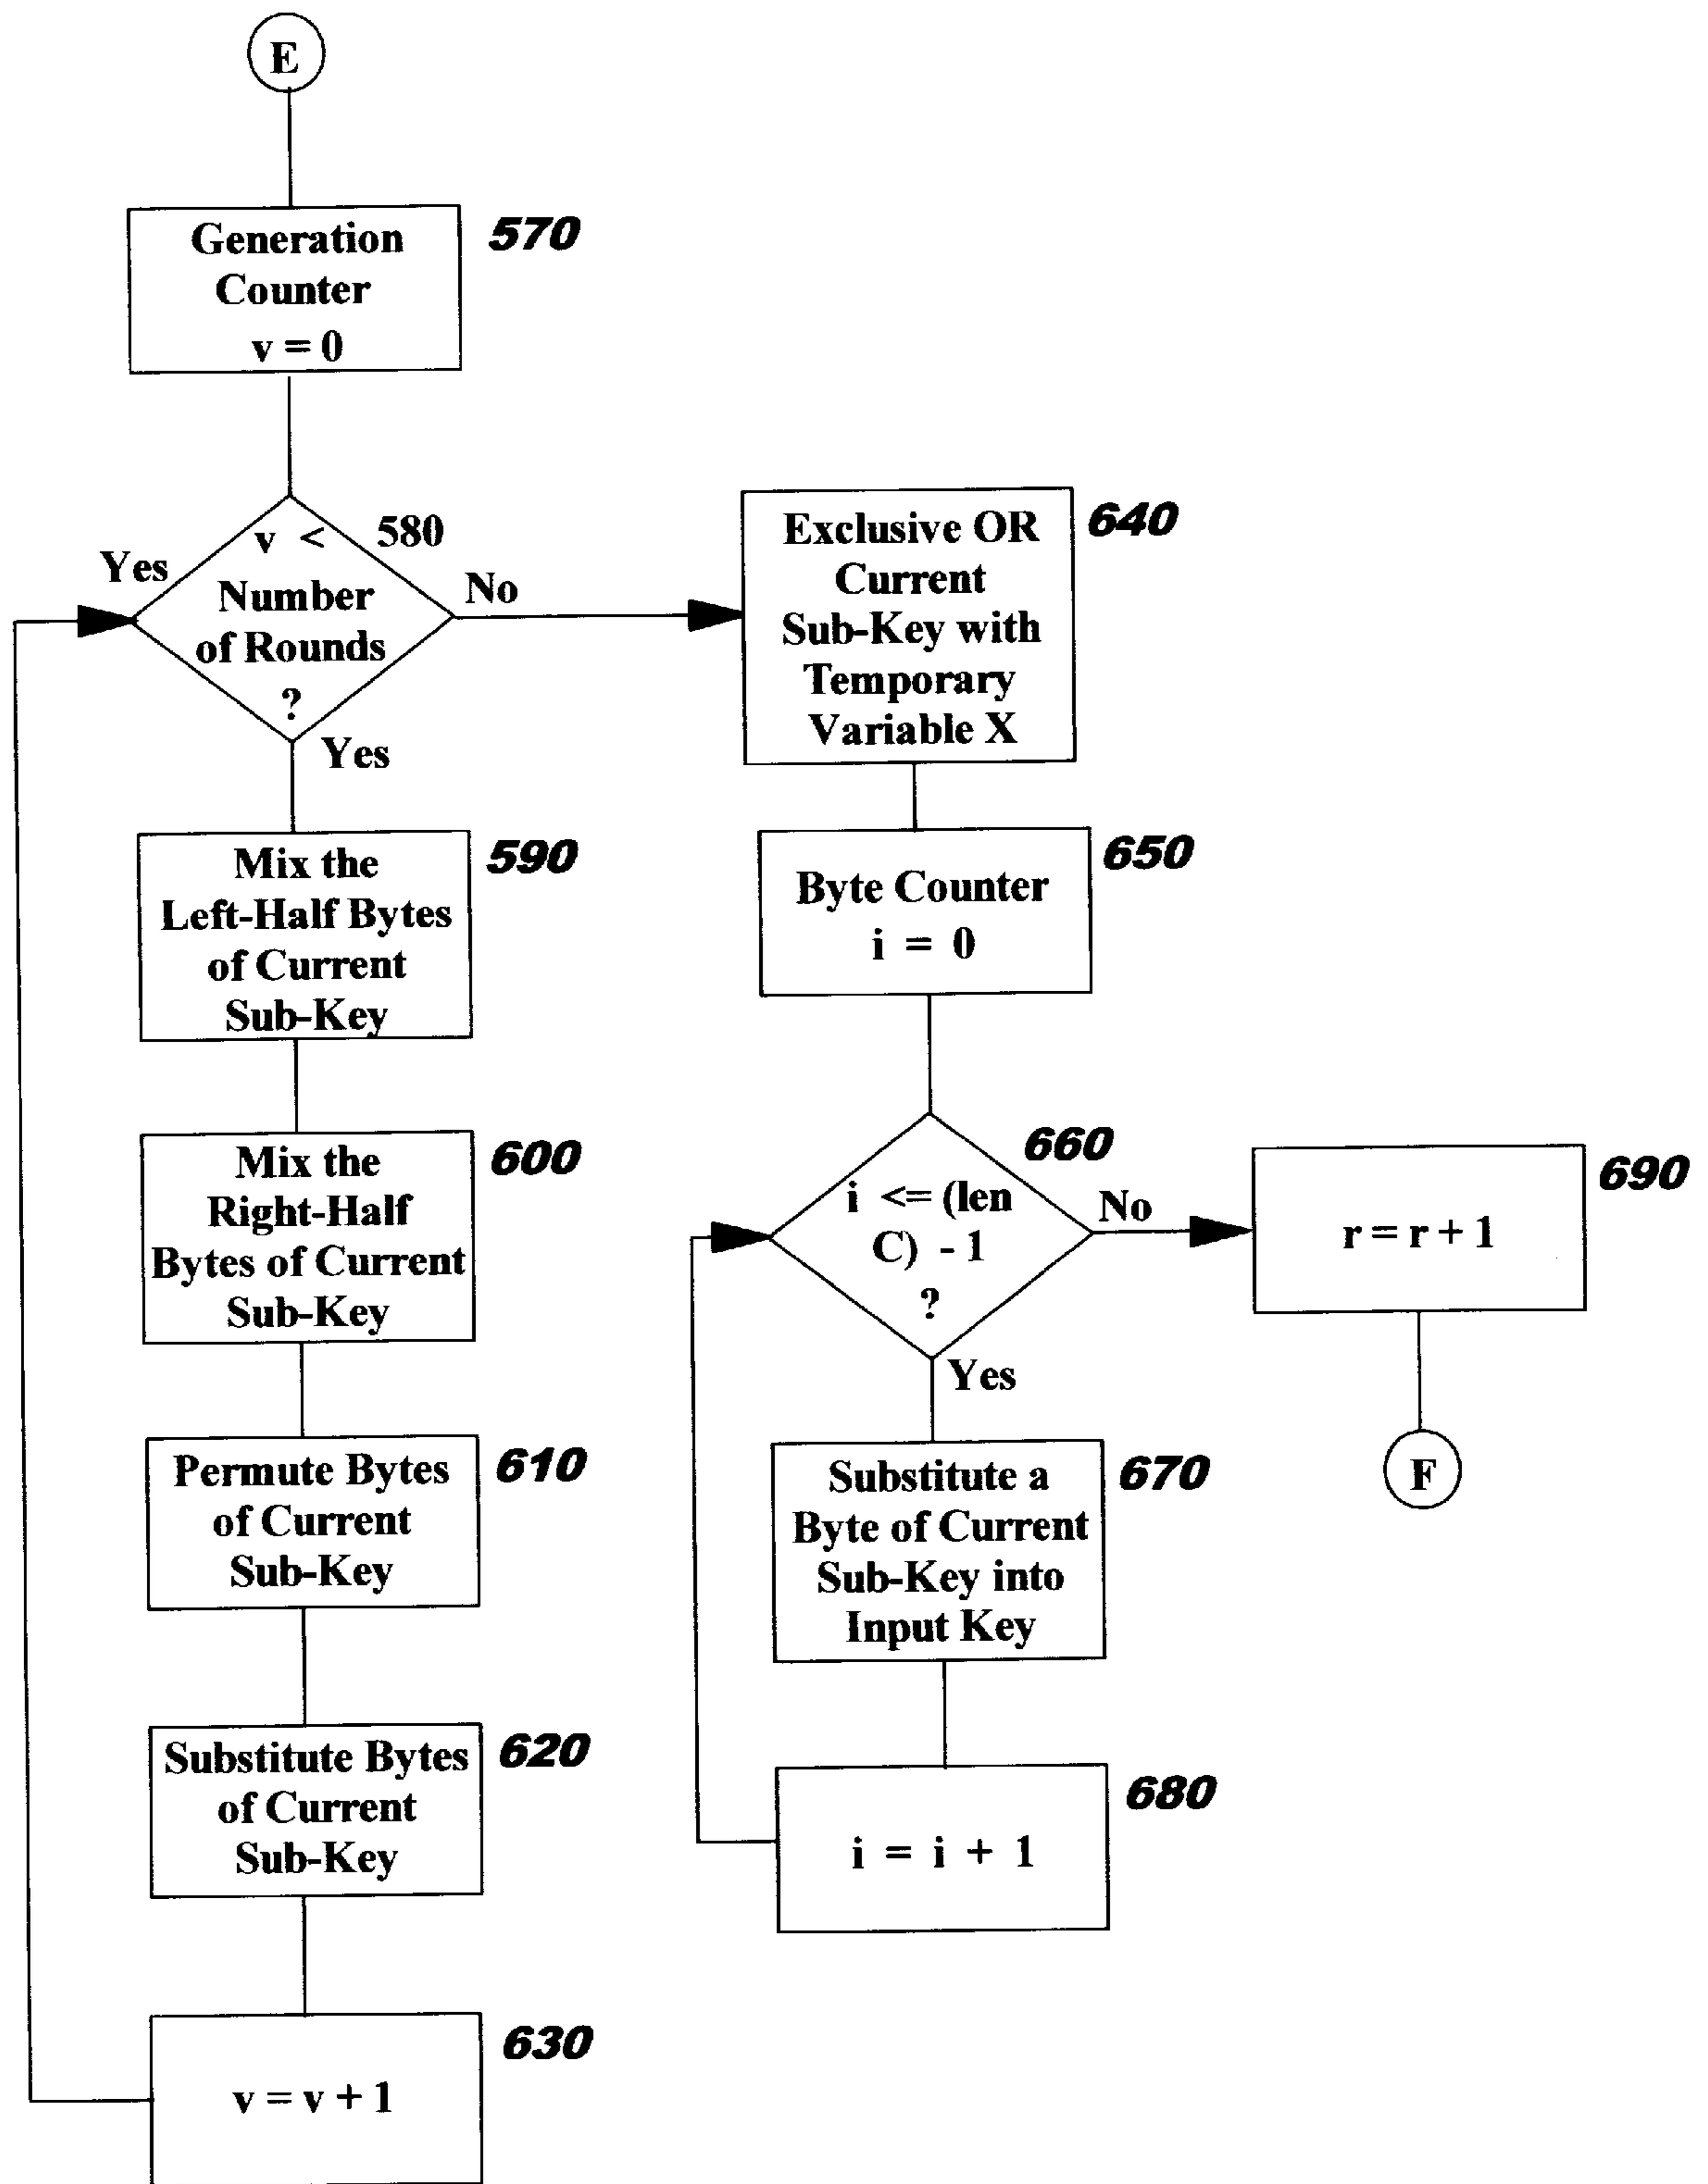 E
Generation
Counter
v = 0
570
v <
580
Number
of Rounds
?
Yes
No
Yes
Mix the
Left-Half Bytes
of Current
Sub-Key
590
Mix the
Right-Half
Bytes of Current
Sub-Key
600
Permute Bytes
of Current
Sub-Key
610
Substitute Bytes
of Current
Sub-Key
620
v = v + 1
630
Exclusive OR
Current
Sub-Key with
Temporary
Variable X
640
Byte Counter
i = 0
650
i <= (len
C) - 1
?
660
No
Yes
Substitute a
Byte of Current
Sub-Key into
Input Key
670
i = i + 1
680
r = r + 1
690
F